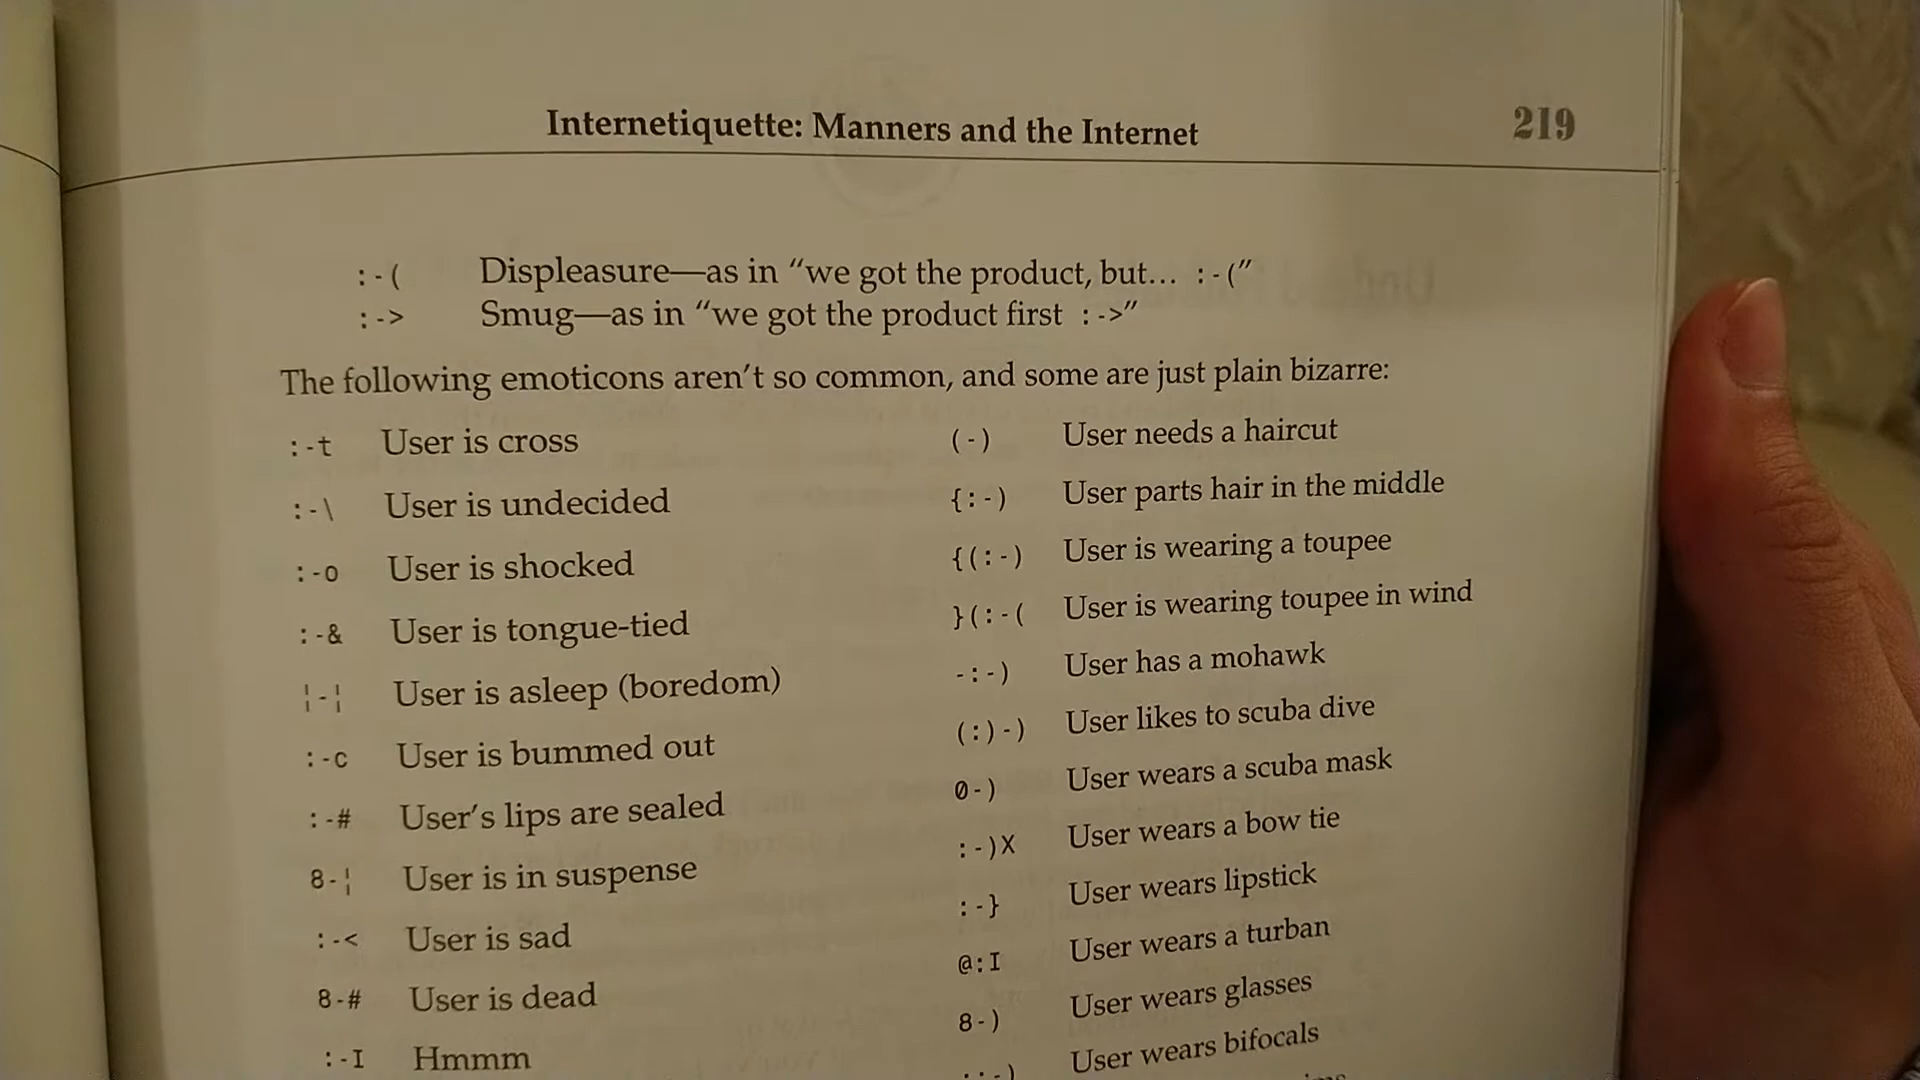 Internetiquette: Manners and the Internet 219
:-( Displeasure—as in “we got the product, but... :-(”
:-> Smug—as in “we got the product first :->”
The following emoticons aren't so common, and some are just plain bizarre:
:-t User is cross
:-\ User is undecided
:-o User is shocked
:-& User is tongue-tied
¦-¦ User is asleep (boredom)
:-c User is bummed out
:-# User's lips are sealed
8-¦ User is in suspense
:-< User is sad
8-# User is dead
:-I Hmmm
(-) User needs a haircut
{:-) User parts hair in the middle
{(:-) User is wearing a toupee
}(:-( User is wearing toupee in wind
-:-) User has a mohawk
(:)-) User likes to scuba dive
0-) User wears a scuba mask
:-)X User wears a bow tie
:-} User wears lipstick
@:I User wears a turban
8-) User wears glasses
User wears bifocals